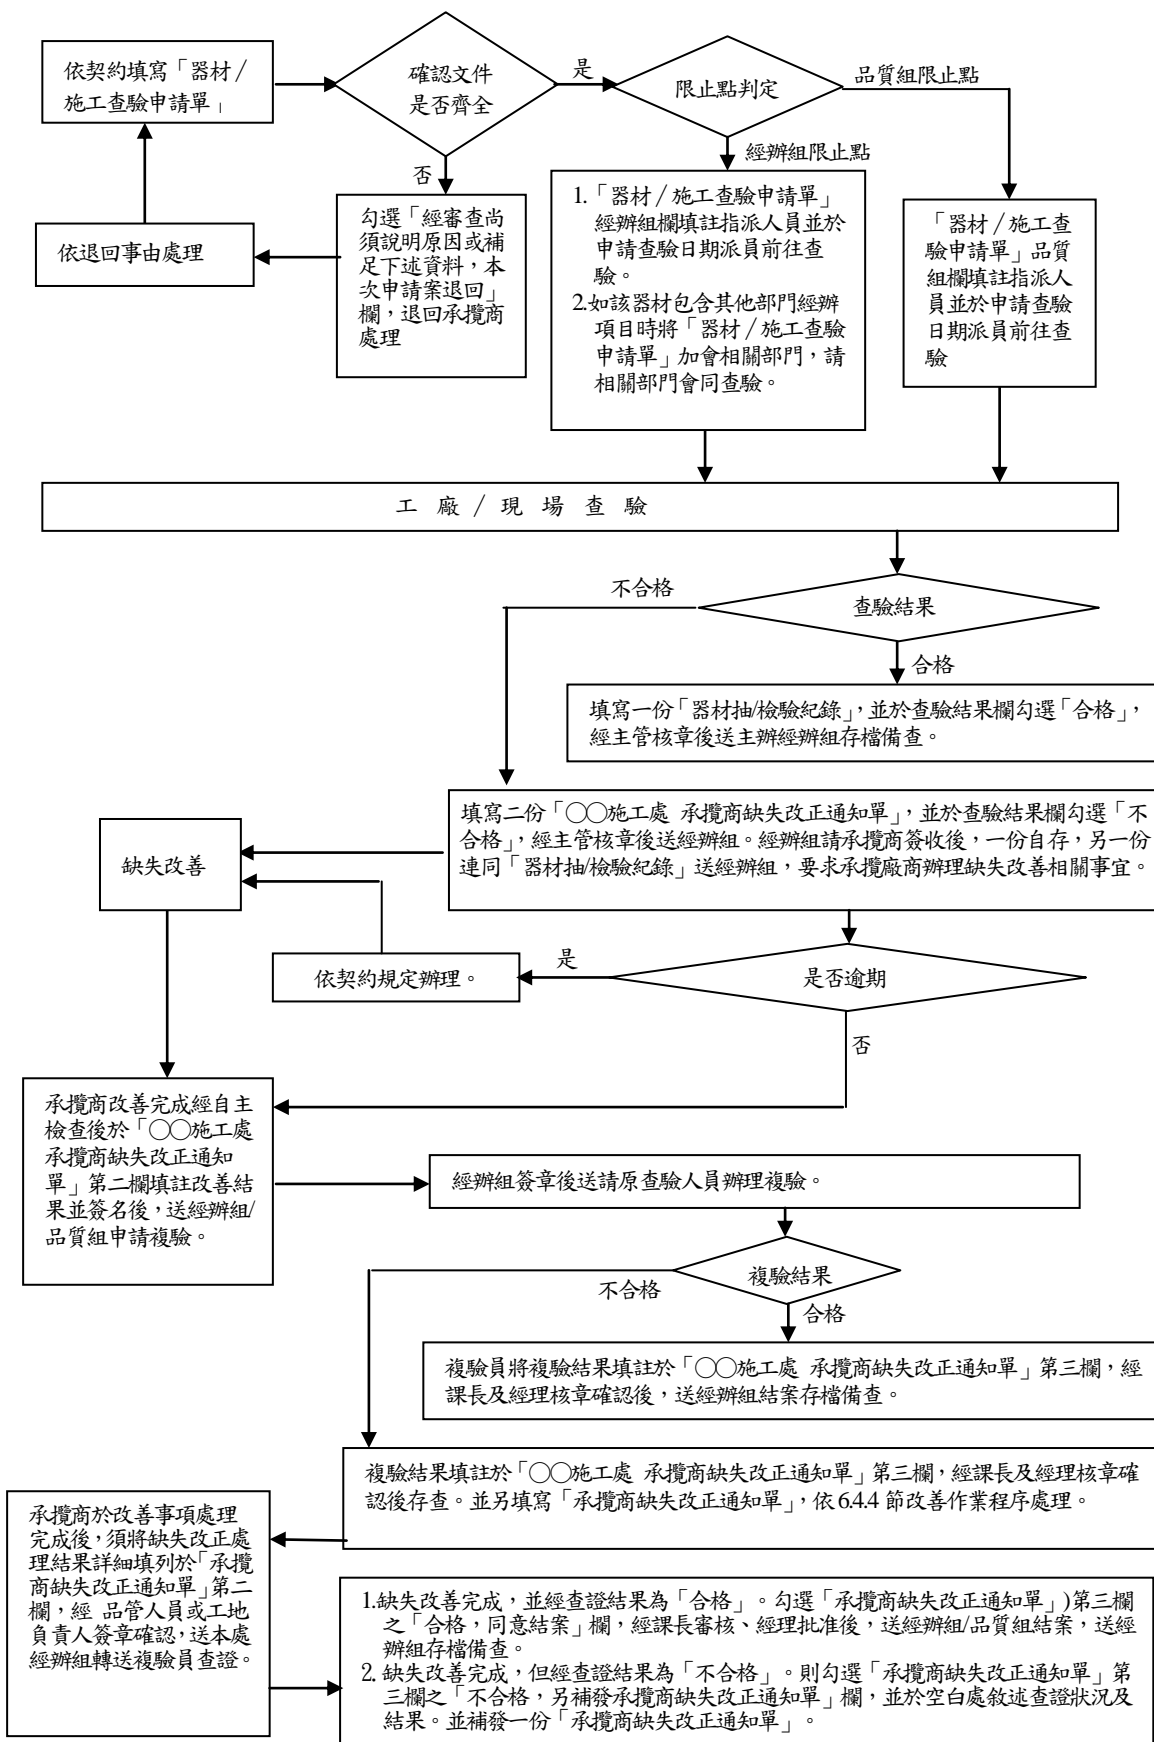 依契約填寫「器材／
施工查驗申請單」
確認文件
是否齊全
是
限止點判定
品質組限止點
經辦組限止點
否
勾選「經審查尚
須說明原因或補
足下述資料，本
次申請案退回」
欄，退回承攬商
處理
依退回事由處理
1.「器材／施工查驗申請單」
經辦組欄填註指派人員並於
申請查驗日期派員前往查
驗。
2.如該器材包含其他部門經辦
項目時將「器材／施工查驗
申請單」加會相關部門，請
相關部門會同查驗。
「器材／施工查
驗申請單」品質
組欄填註指派人
員並於申請查驗
日期派員前往查
驗
工 廠 / 現 場 查 驗
不合格
查驗結果
合格
填寫一份「器材抽/檢驗紀錄」，並於查驗結果欄勾選「合格」，
經主管核章後送主辦經辦組存檔備查。
填寫二份「○○施工處 承攬商缺失改正通知單」，並於查驗結果欄勾選「不
合格」，經主管核章後送經辦組。經辦組請承攬商簽收後，一份自存，另一份
連同「器材抽/檢驗紀錄」送經辦組，要求承攬廠商辦理缺失改善相關事宜。
缺失改善
依契約規定辦理。
是
是否逾期
否
承攬商改善完成經自主
檢查後於「○○施工處
承攬商缺失改正通知
單」第二欄填註改善結
果並簽名後，送經辦組/
品質組申請複驗。
經辦組簽章後送請原查驗人員辦理複驗。
不合格
複驗結果
合格
複驗員將複驗結果填註於「○○施工處 承攬商缺失改正通知單」第三欄，經
課長及經理核章確認後，送經辦組結案存檔備查。
複驗結果填註於「○○施工處 承攬商缺失改正通知單」第三欄，經課長及經理核章確
認後存查。並另填寫「承攬商缺失改正通知單」，依 6.4.4 節改善作業程序處理。
承攬商於改善事項處理
完成後，須將缺失改正處
理結果詳細填列於「承攬
商缺失改正通知單」第二
欄，經 品管人員或工地
負責人簽章確認，送本處
經辦組轉送複驗員查證。
1.缺失改善完成，並經查證結果為「合格」。勾選「承攬商缺失改正通知單」)第三欄
之「合格，同意結案」欄，經課長審核、經理批准後，送經辦組/品質組結案，送經
辦組存檔備查。
2. 缺失改善完成，但經查證結果為「不合格」。則勾選「承攬商缺失改正通知單」第
三欄之「不合格，另補發承攬商缺失改正通知單」欄，並於空白處敘述查證狀況及
結果。並補發一份「承攬商缺失改正通知單」。